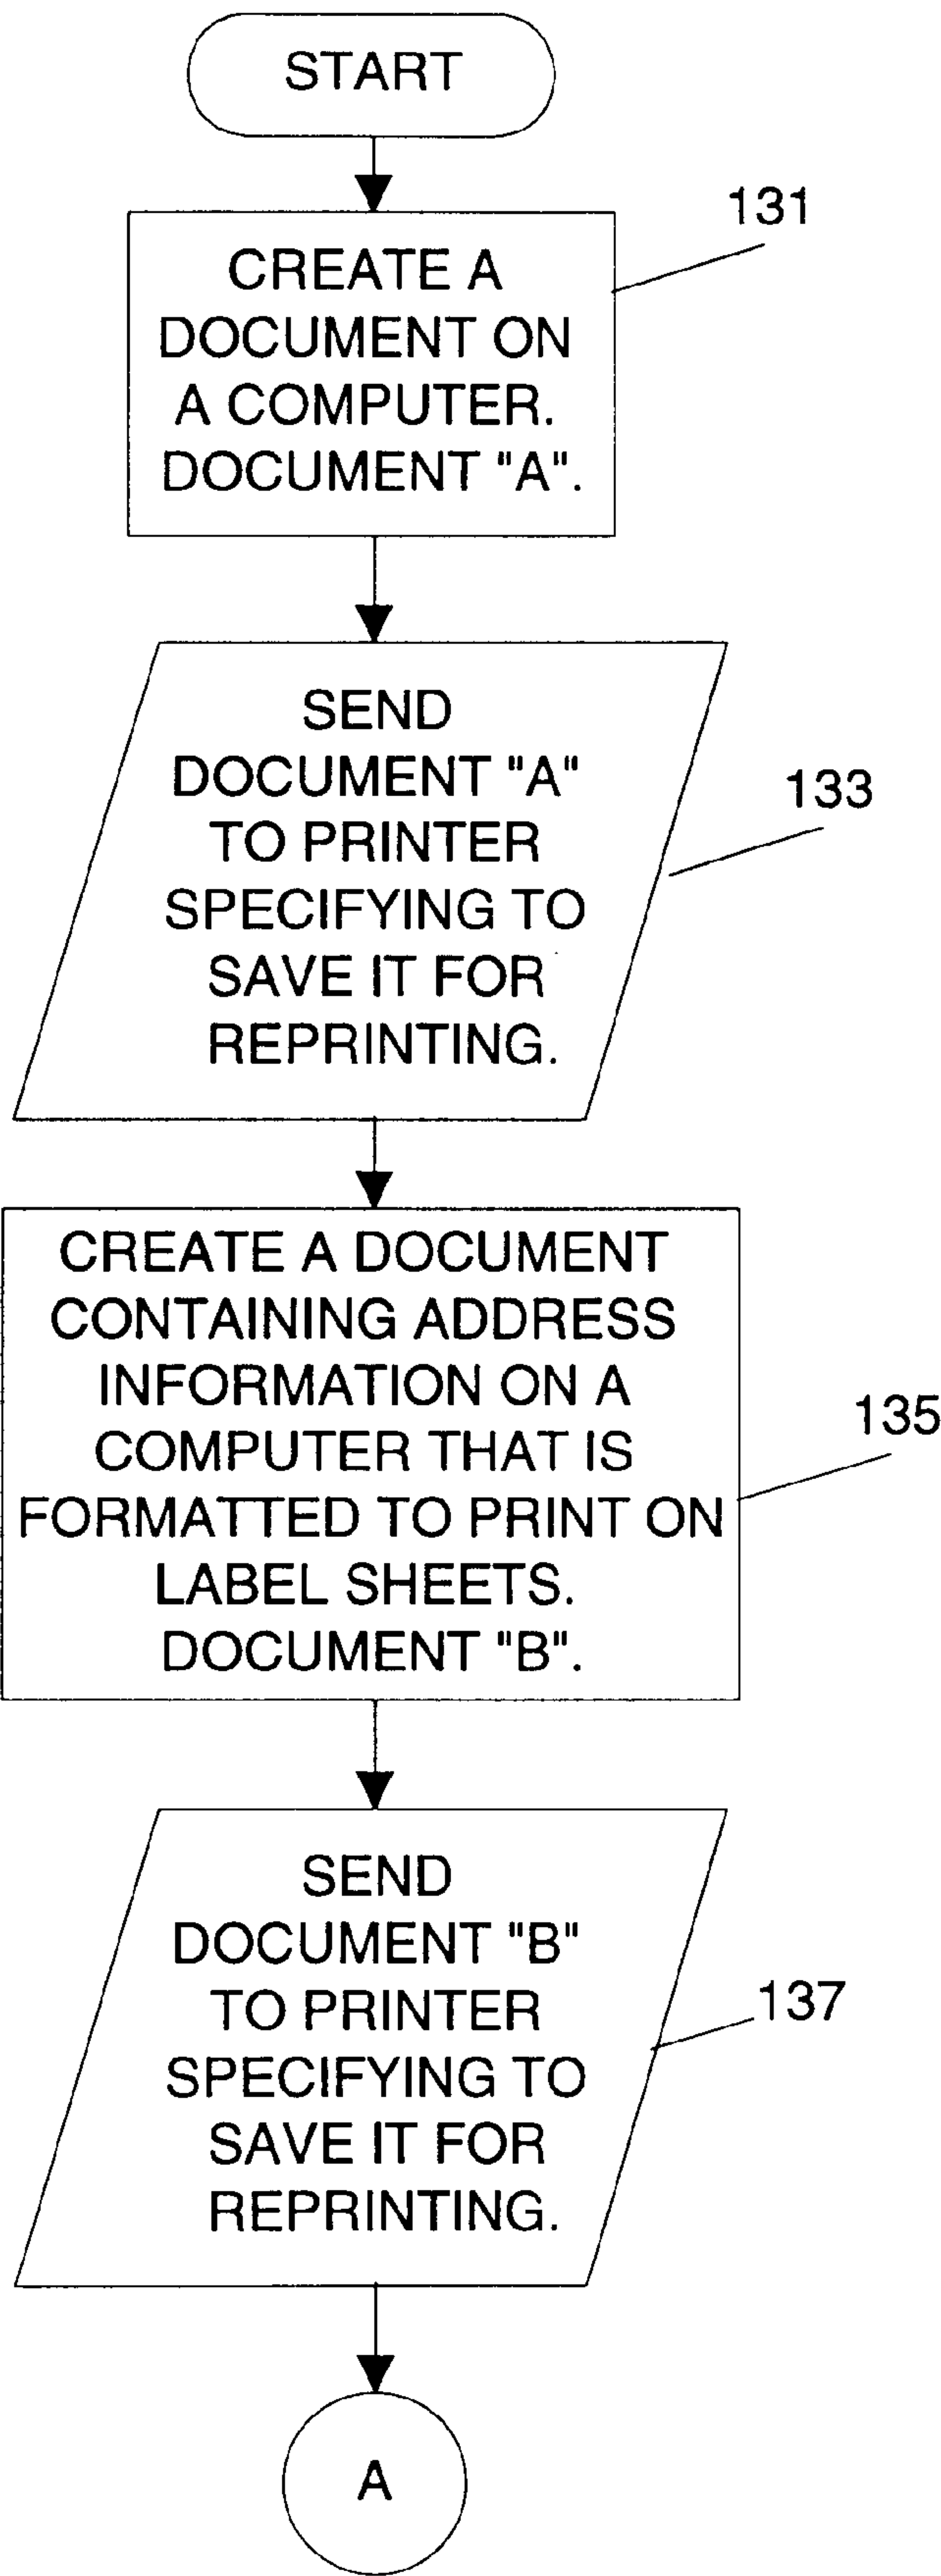 START
131
CREATE A
DOCUMENT ON
A COMPUTER.
DOCUMENT "A".
SEND
DOCUMENT "A"
TO PRINTER
SPECIFYING TO
SAVE IT FOR
REPRINTING.
133
CREATE A DOCUMENT
CONTAINING ADDRESS
INFORMATION ON A
COMPUTER THAT IS
FORMATTED TO PRINT ON
LABEL SHEETS.
DOCUMENT "B".
135
SEND
DOCUMENT "B"
TO PRINTER
SPECIFYING TO
SAVE IT FOR
REPRINTING.
137
A